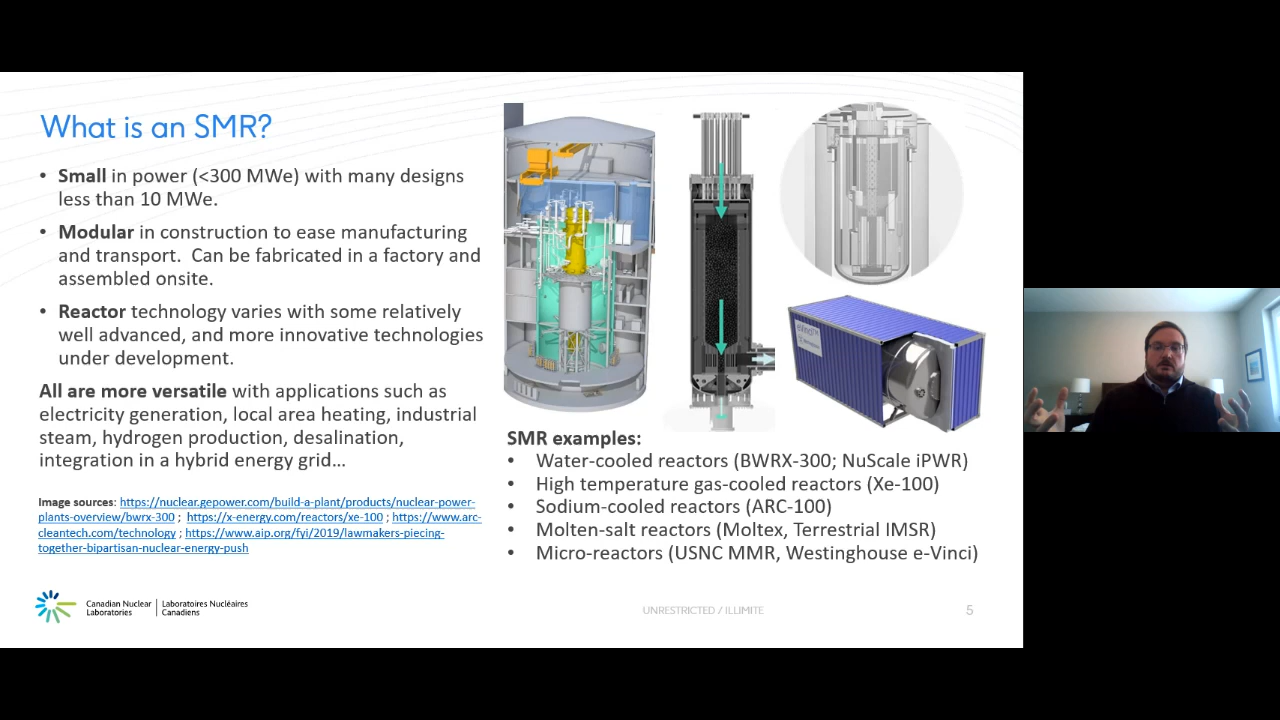 What is an SMR?
• Small in power (<300 MWe) with many designs
less than 10 MWe.
• Modular in construction to ease manufacturing
and transport. Can be fabricated in a factory and
assembled onsite.
• Reactor technology varies with some relatively
well advanced, and more innovative technologies
under development.
All are more versatile with applications such as
electricity generation, local area heating, industrial
steam, hydrogen production, desalination,
integration in a hybrid energy grid...
Image sources: https://nuclear.gepower.com/build-a-plant/products/nuclear-power-
plants-overview/bwrx-300 ; https://x-energy.com/reactors/xe-100 ; https://www.arc-
cleantech.com/technology ; https://www.aip.org/fyi/2019/lawmakers-piecing-
together-bipartisan-nuclear-energy-push
SMR examples:
• Water-cooled reactors (BWRX-300; NuScale iPWR)
• High temperature gas-cooled reactors (Xe-100)
• Sodium-cooled reactors (ARC-100)
• Molten-salt reactors (Moltex, Terrestrial IMSR)
• Micro-reactors (USNC MMR, Westinghouse e-Vinci)
Canadian Nuclear
Laboratories
Laboratoires Nucléaires
Canadiens
UNRESTRICTED / ILLIMITE
5